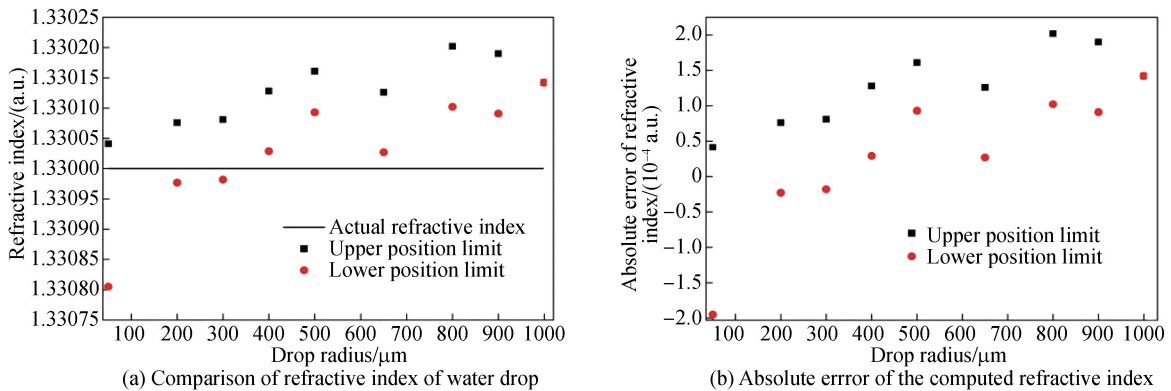 Refractive index/(a.u.)
1.33025
1.33020
1.33015
1.33010
1.33005
1.33000
1.33095
1.33090
1.33085
1.33080
1.33075
Actual refractive index
Upper position limit
Lower position limit
100 200 300 400 500 600 700 800 900 1000
Drop radius/μm
(a) Comparison of refractive index of water drop
Absolute errror of refractive
index/(10⁻⁴ a.u.)
2.0
1.5
1.0
0.5
0
−0.5
−1.0
−1.5
−2.0
Upper position limit
Lower position limit
100 200 300 400 500 600 700 800 900 1000
Drop radius/μm
(b) Absolute errror of the computed refractive index